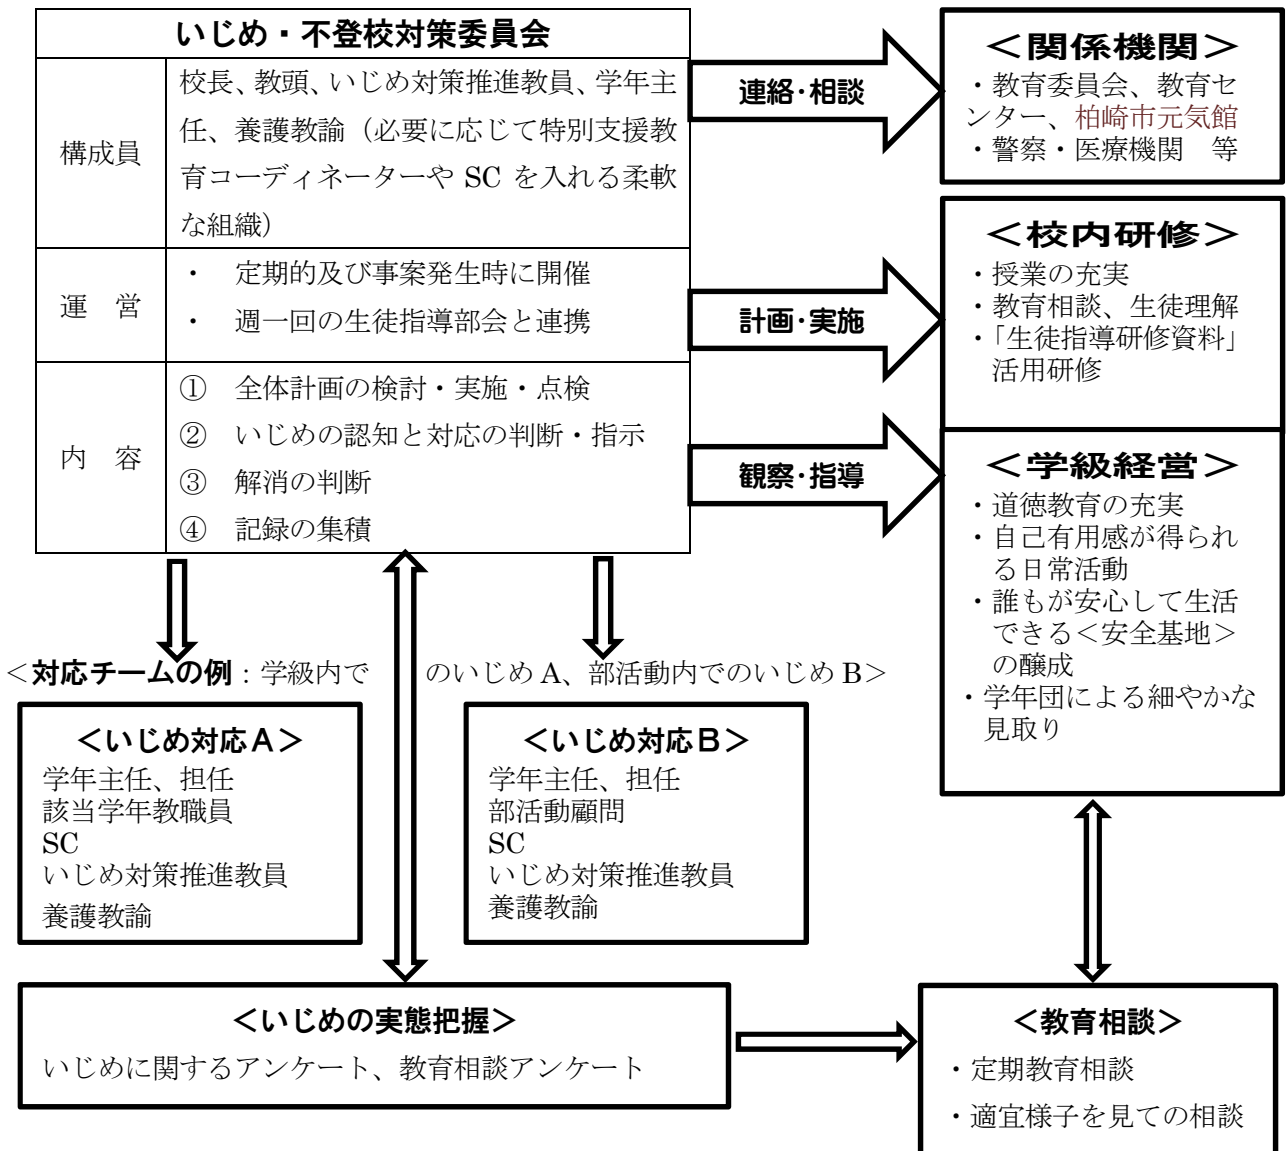 いじめ・不登校対策委員会
構成員
校長、教頭、いじめ対策推進教員、学年主
任、養護教諭（必要に応じて特別支援教
育コーディネーターや SC を入れる柔軟
な組織）
運　営
・　定期的及び事案発生時に開催
・　週一回の生徒指導部会と連携
内　容
①　全体計画の検討・実施・点検
②　いじめの認知と対応の判断・指示
③　解消の判断
④　記録の集積
連絡・相談
計画・実施
観察・指導
＜関係機関＞
・教育委員会、教育セ
ンター、柏崎市元気館
・警察・医療機関　等
＜校内研修＞
・授業の充実
・教育相談、生徒理解
・「生徒指導研修資料」
活用研修
＜学級経営＞
・道徳教育の充実
・自己有用感が得られ
る日常活動
・誰もが安心して生活
できる＜安全基地＞
の醸成
・学年団による細やかな
見取り
＜対応チームの例：学級内で　のいじめ A、部活動内でのいじめ B＞
＜いじめ対応Ａ＞
学年主任、担任
該当学年教職員
SC
いじめ対策推進教員
養護教諭
＜いじめ対応Ｂ＞
学年主任、担任
部活動顧問
SC
いじめ対策推進教員
養護教諭
＜いじめの実態把握＞
いじめに関するアンケート、教育相談アンケート
＜教育相談＞
・定期教育相談
・適宜様子を見ての相談